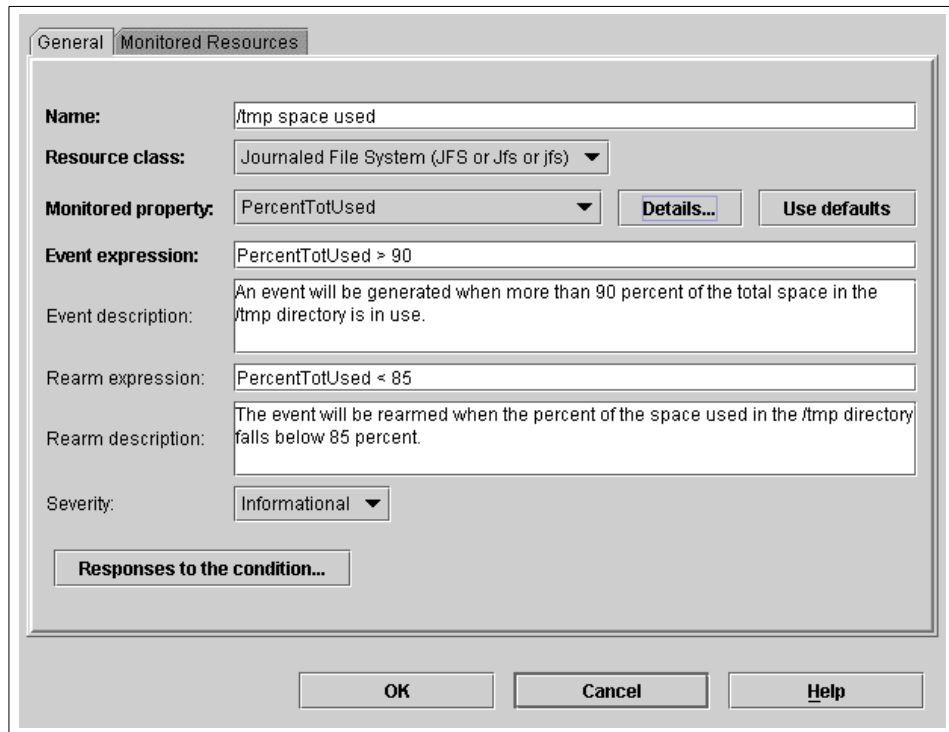 General Monitored Resources
Name: /tmp space used
Resource class: Journaled File System (JFS or Jfs or jfs)
Monitored property: PercentTotUsed Details... Use defaults
Event expression: PercentTotUsed > 90
Event description: An event will be generated when more than 90 percent of the total space in the
/tmp directory is in use.
Rearm expression: PercentTotUsed < 85
Rearm description: The event will be rearmed when the percent of the space used in the /tmp directory
falls below 85 percent.
Severity: Informational
Responses to the condition...
OK Cancel Help